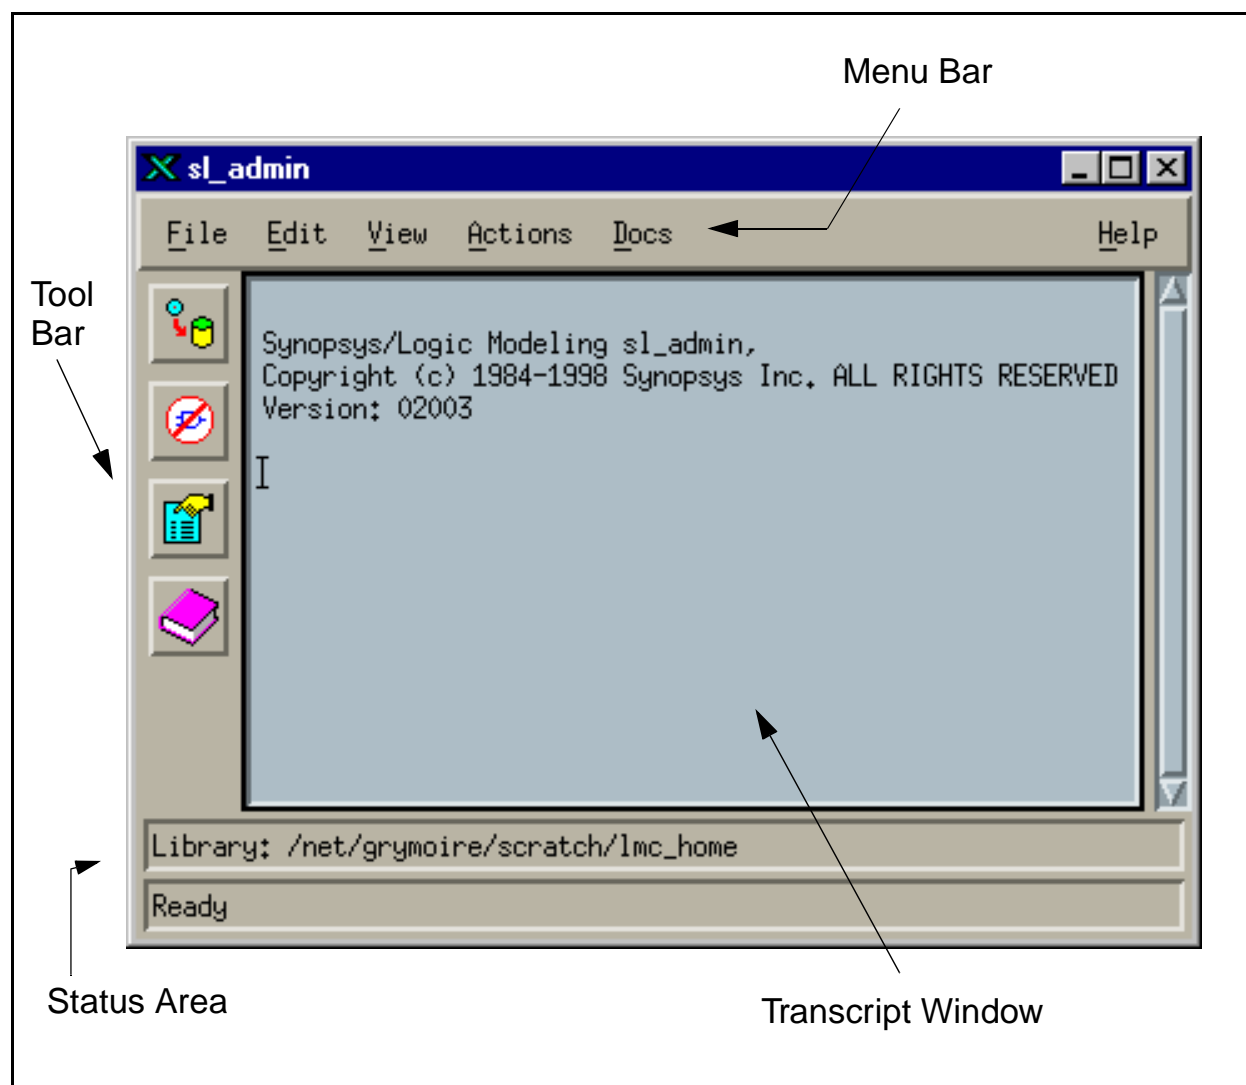 Menu Bar
sl_admin
File Edit View Actions Docs Help
Tool
Bar
Synopsys/Logic Modeling sl_admin,
Copyright (c) 1984-1998 Synopsys Inc. ALL RIGHTS RESERVED
Version: 02003
Library: /net/grymoire/scratch/lmc_home
Ready
Status Area
Transcript Window